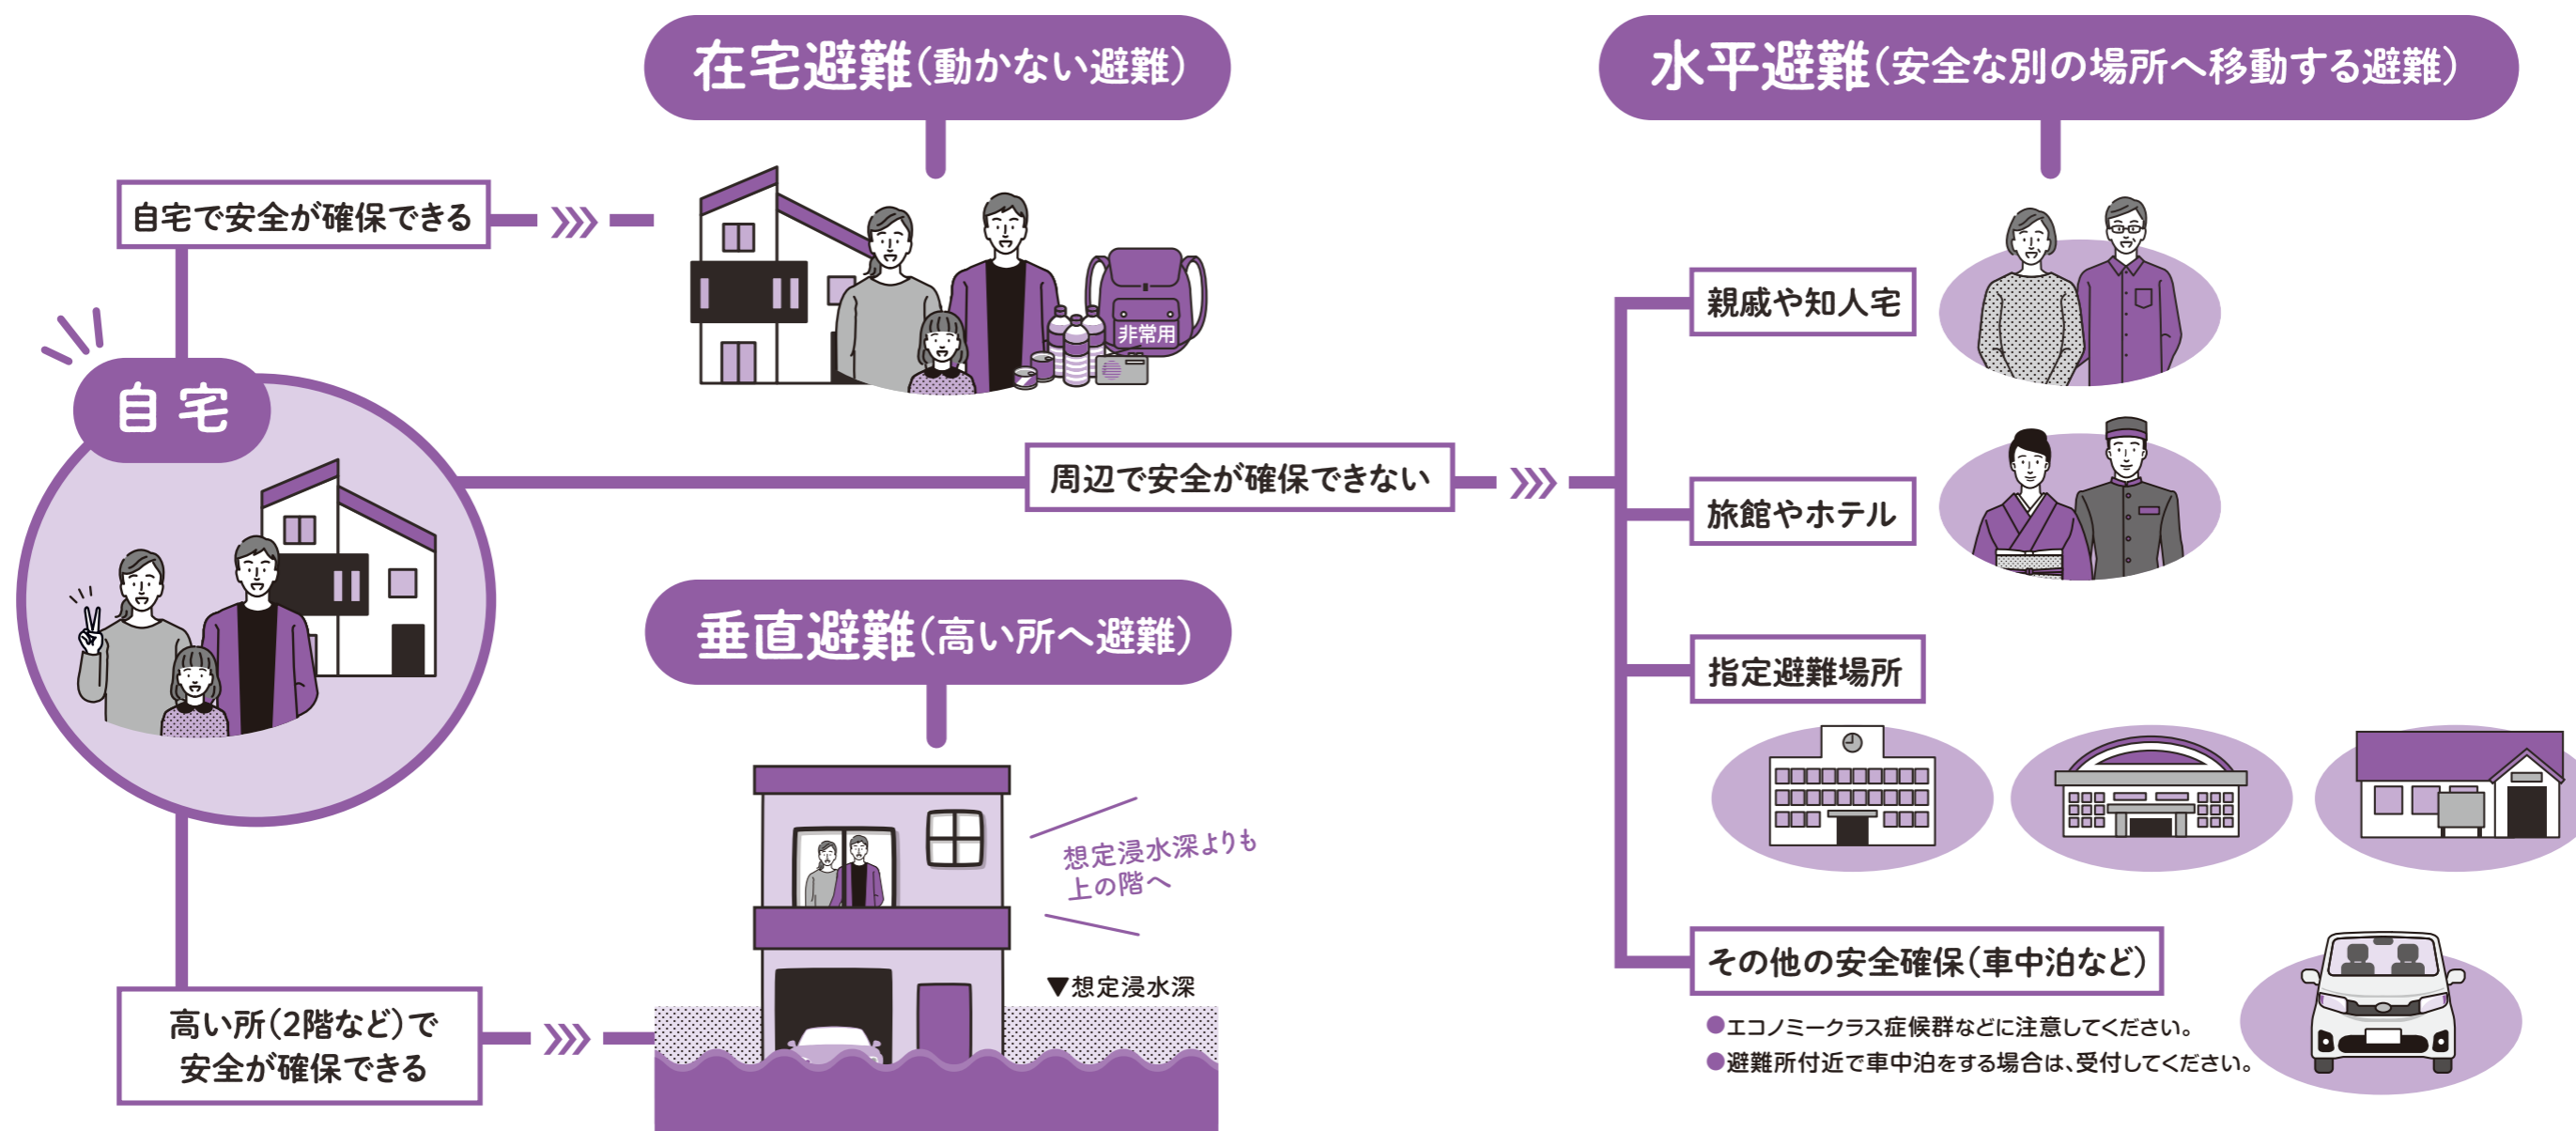 在宅避難(動かない避難)
自宅で安全が確保できる
非常用
自宅
周辺で安全が確保できない
垂直避難(高い所へ避難)
想定浸水深よりも
上の階へ
▼想定浸水深
高い所(2階など)で
安全が確保できる
水平避難(安全な別の場所へ移動する避難)
親戚や知人宅
旅館やホテル
指定避難場所
その他の安全確保(車中泊など)
●エコノミークラス症候群などに注意してください。
●避難所付近で車中泊をする場合は、受付してください。